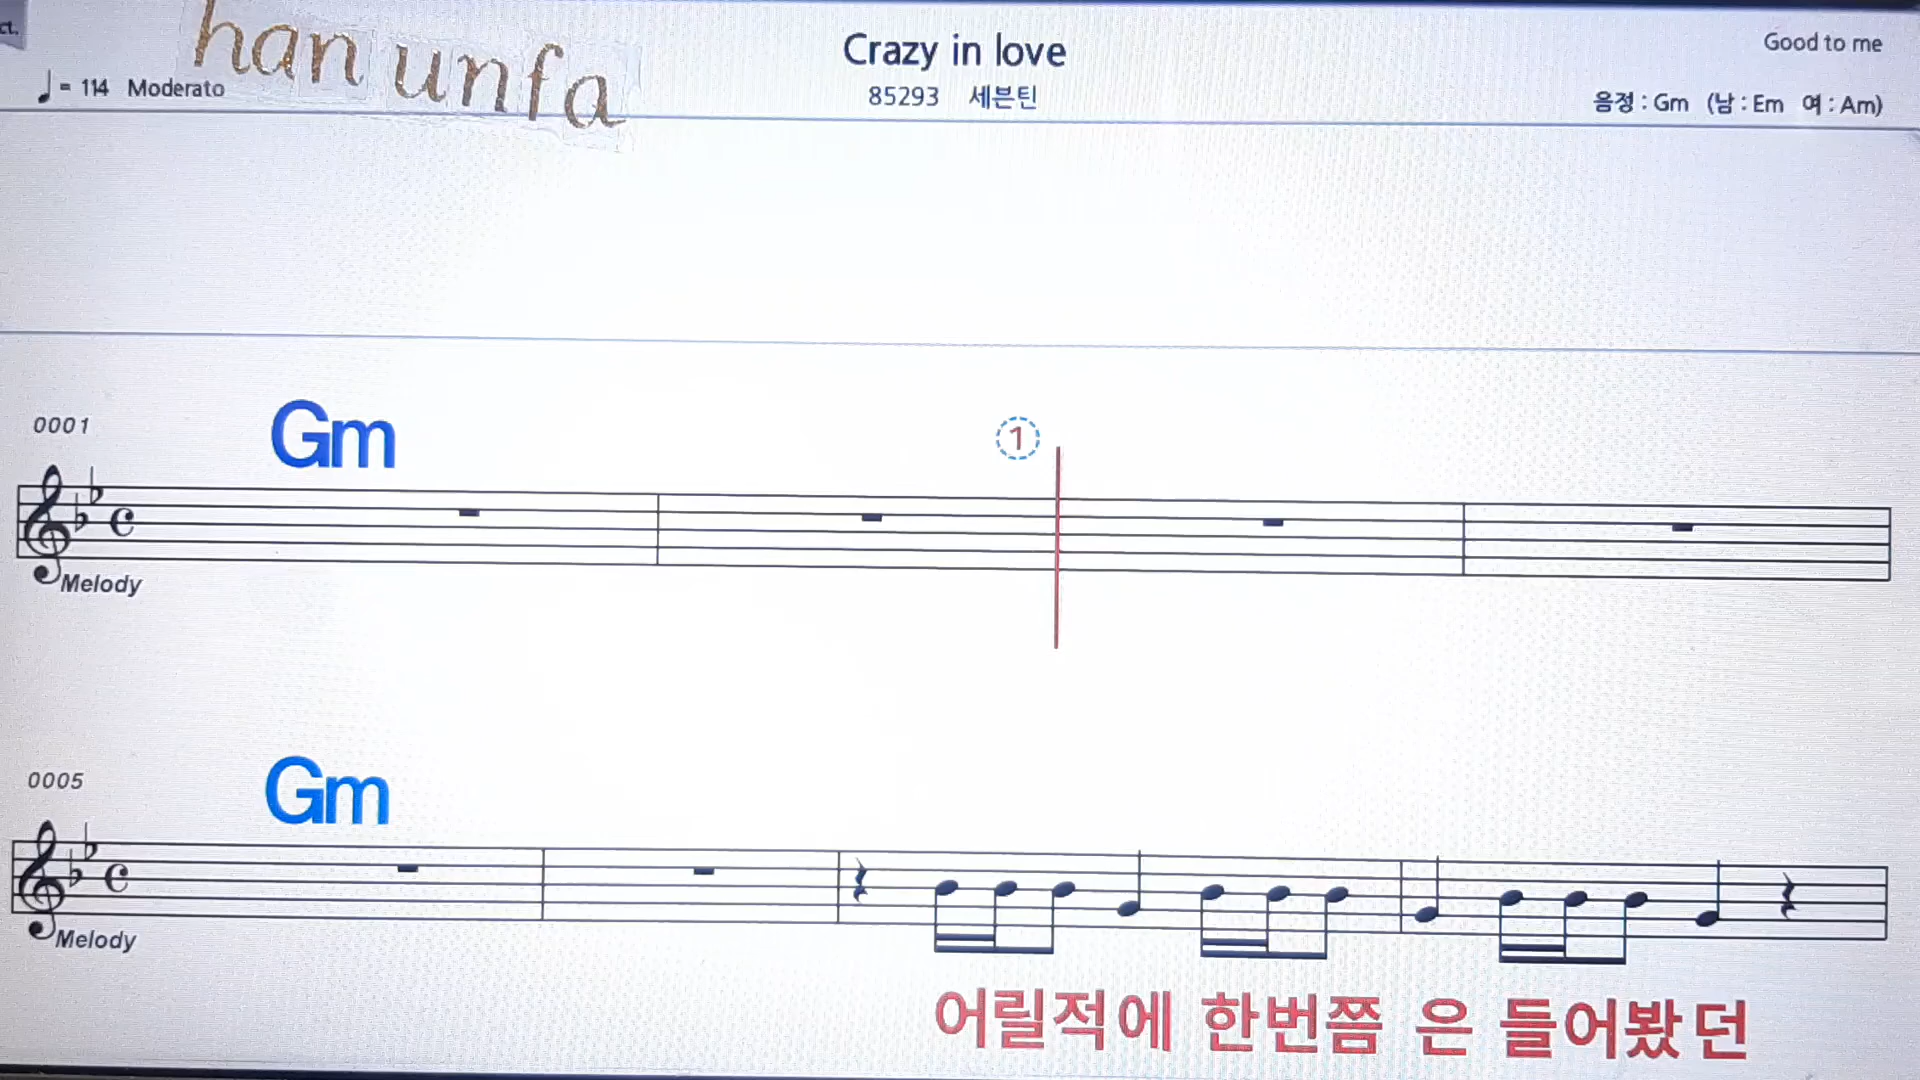 ct.
han unfa
Crazy in love
Good to me
= 114 Moderato
85293 세븐틴
음정 : Gm (남 : Em 여 : Am)
0001
Gm
1
Melody
0005
Gm
Melody
어릴적에 한번쯤 은 들어봤던